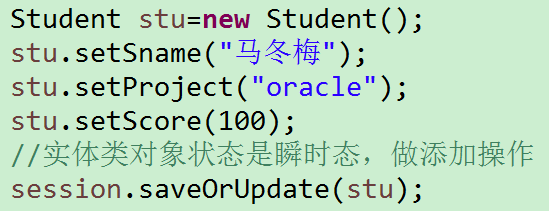 Student stu=new Student();
stu.setSname("马冬梅");
stu.setProject("oracle");
stu.setScore(100);
//实体类对象状态是瞬时态，做添加操作
session.saveOrUpdate(stu);